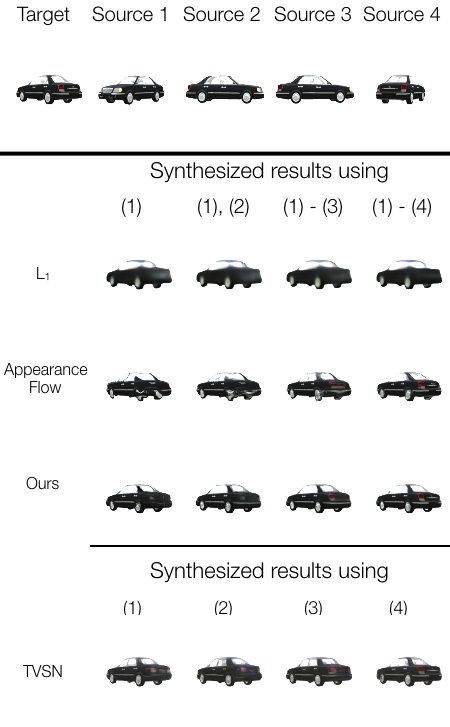 Target Source 1 Source 2 Source 3 Source 4
Synthesized results using
(1) (1), (2) (1) - (3) (1) - (4)
L₁
Appearance
Flow
Ours
Synthesized results using
(1) (2) (3) (4)
TVSN